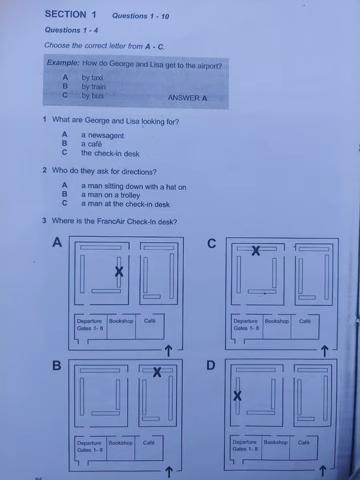 SECTION 1 Questions 1 - 10
Questions 1 - 4
Choose the correct letter from A - C.
Example: How do George and Lisa get to the airport?
A by taxi
B by train
C by bus ANSWER A
1 What are George and Lisa looking for?
A a newsagent
B a café
C the check-in desk
2 Who do they ask for directions?
A a man sitting down with a hat on
B a man on a trolley
C a man at the check-in desk
3 Where is the FrancAir Check-In desk?
A
X
Departure Gates 1- 8
Bookshop
Café
C
X
Departure Gates 1- 8
Bookshop
Café
B
X
Departure Gates 1- 8
Bookshop
Café
D
X
Departure Gates 1- 8
Bookshop
Café